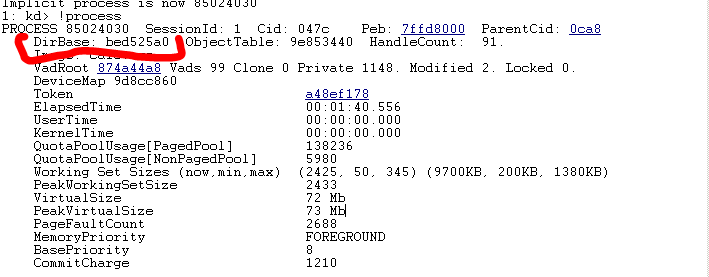 Implicit process is now 85024030
1: kd> !process
PROCESS 85024030 SessionId: 1 Cid: 047c Peb: 7ffd8000 ParentCid: 0ca8
DirBase: bed525a0 ObjectTable: 9e853440 HandleCount: 91.
Image:
VadRoot 874a44a8 Vads 99 Clone 0 Private 1148. Modified 2. Locked 0.
DeviceMap 9d8cc860
Token a48ef178
ElapsedTime 00:01:40.556
UserTime 00:00:00.000
KernelTime 00:00:00.000
QuotaPoolUsage[PagedPool] 138236
QuotaPoolUsage[NonPagedPool] 5980
Working Set Sizes (now,min,max) (2425, 50, 345) (9700KB, 200KB, 1380KB)
PeakWorkingSetSize 2433
VirtualSize 72 Mb
PeakVirtualSize 73 Mb
PageFaultCount 2688
MemoryPriority FOREGROUND
BasePriority 8
CommitCharge 1210